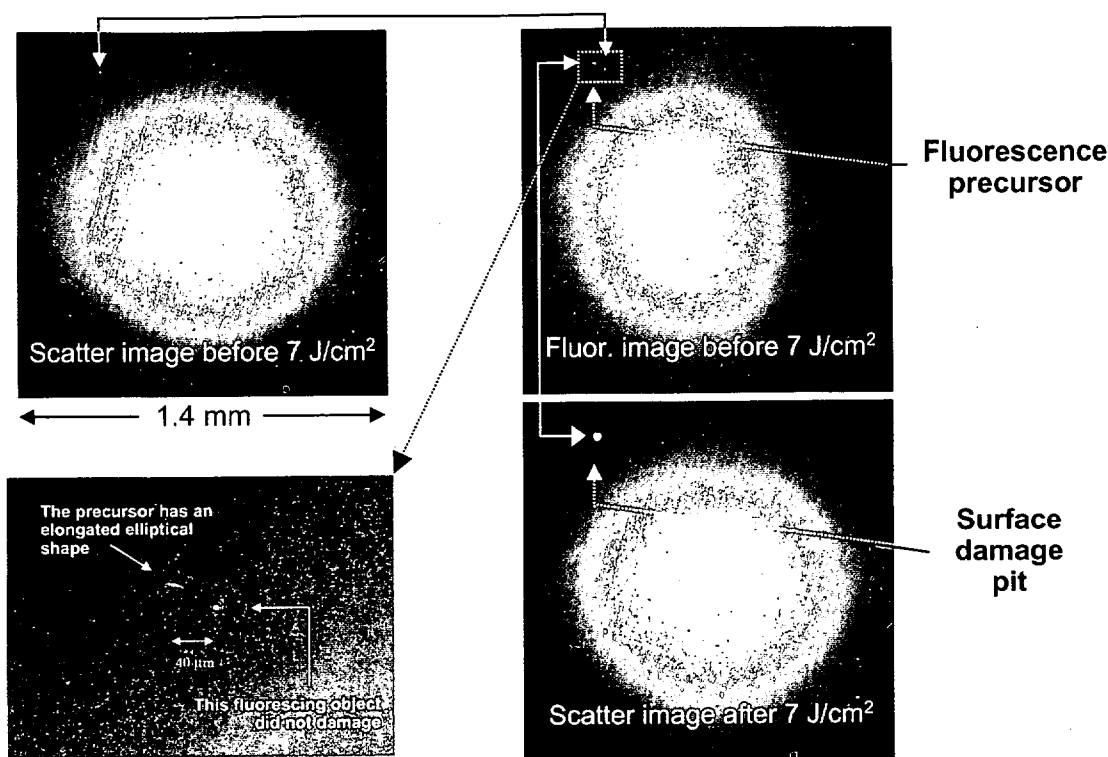 Scatter image before 7 J/cm²
1.4 mm
Fluor. image before 7 J/cm²
Fluorescence
precursor
The precursor has an
elongated elliptical
shape
40 µm
This fluorescing object
did not damage
Scatter image after 7 J/cm²
Surface
damage
pit